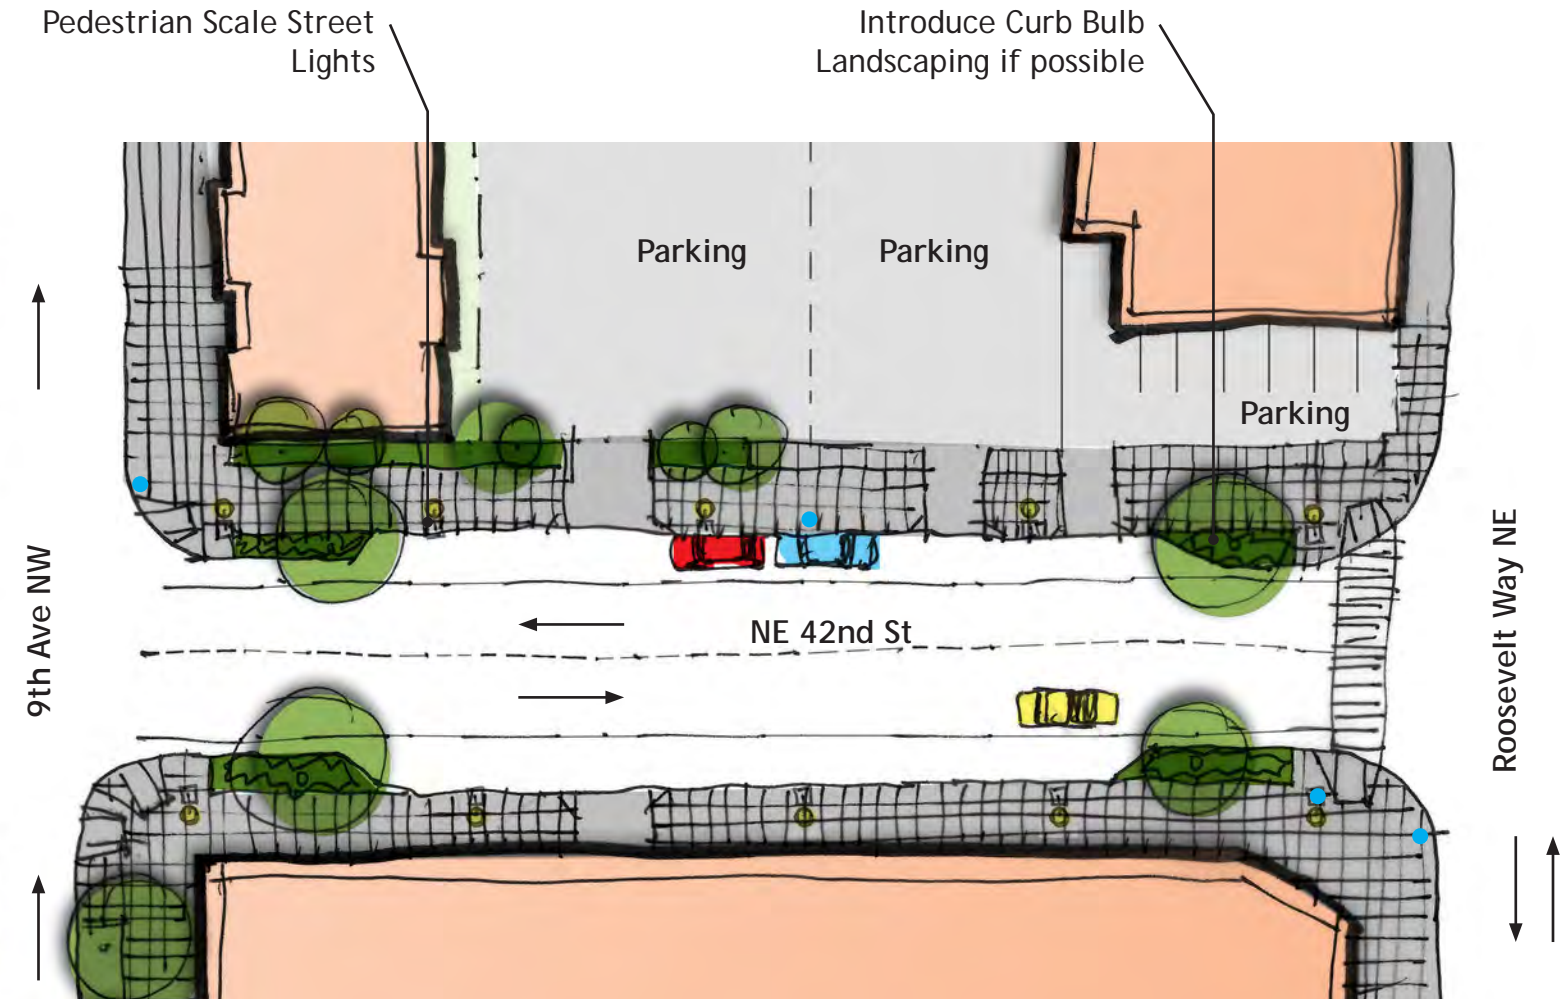 Pedestrian Scale Street
Lights
Introduce Curb Bulb
Landscaping if possible
Parking
Parking
Parking
9th Ave NW
NE 42nd St
Roosevelt Way NE